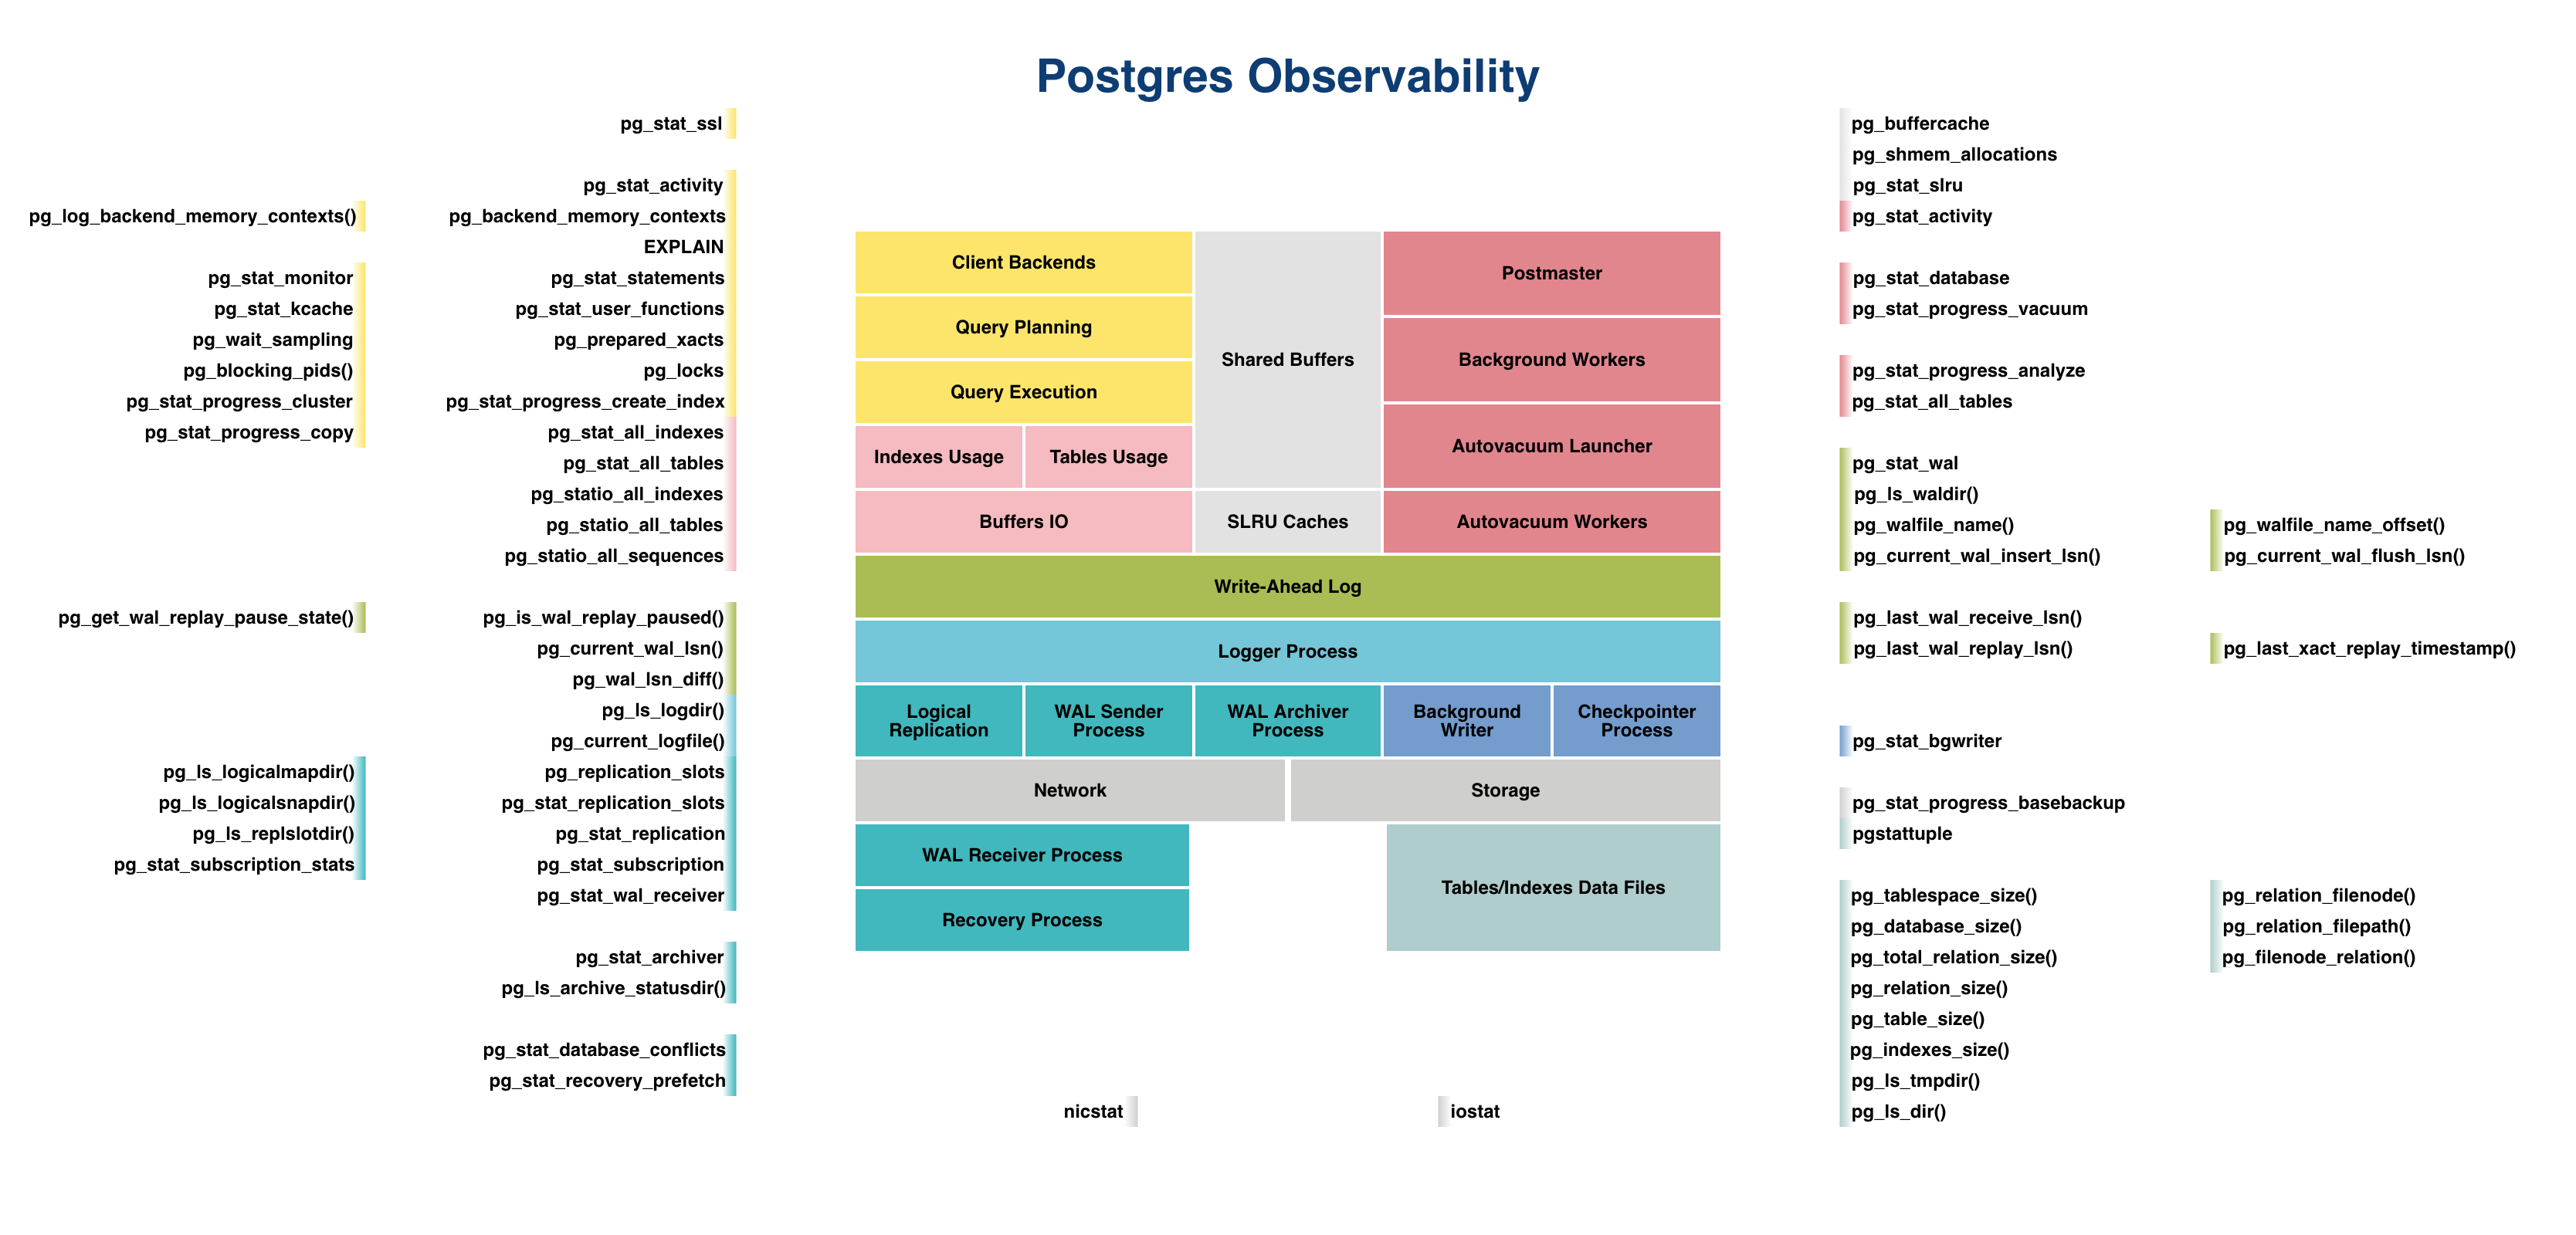 Postgres Observability
pg_stat_ssl
pg_stat_activity
pg_log_backend_memory_contexts()
pg_backend_memory_contexts
EXPLAIN
pg_stat_monitor
pg_stat_statements
pg_stat_kcache
pg_stat_user_functions
pg_wait_sampling
pg_prepared_xacts
pg_blocking_pids()
pg_locks
pg_stat_progress_cluster
pg_stat_progress_create_index
pg_stat_progress_copy
pg_stat_all_indexes
pg_stat_all_tables
pg_statio_all_indexes
pg_statio_all_tables
pg_statio_all_sequences
pg_get_wal_replay_pause_state()
pg_is_wal_replay_paused()
pg_current_wal_lsn()
pg_wal_lsn_diff()
pg_ls_logdir()
pg_current_logfile()
pg_ls_logicalmapdir()
pg_replication_slots
pg_ls_logicalsnapdir()
pg_stat_replication_slots
pg_ls_replslotdir()
pg_stat_replication
pg_stat_subscription_stats
pg_stat_subscription
pg_stat_wal_receiver
pg_stat_archiver
pg_ls_archive_statusdir()
pg_stat_database_conflicts
pg_stat_recovery_prefetch
Client Backends
Query Planning
Query Execution
Indexes Usage
Tables Usage
Buffers IO
Shared Buffers
SLRU Caches
Postmaster
Background Workers
Autovacuum Launcher
Autovacuum Workers
Write-Ahead Log
Logger Process
Logical
Replication
WAL Sender
Process
WAL Archiver
Process
Background
Writer
Checkpointer
Process
Network
Storage
WAL Receiver Process
Recovery Process
Tables/Indexes Data Files
nicstat
iostat
pg_buffercache
pg_shmem_allocations
pg_stat_slru
pg_stat_activity
pg_stat_database
pg_stat_progress_vacuum
pg_stat_progress_analyze
pg_stat_all_tables
pg_stat_wal
pg_ls_waldir()
pg_walfile_name()
pg_walfile_name_offset()
pg_current_wal_insert_lsn()
pg_current_wal_flush_lsn()
pg_last_wal_receive_lsn()
pg_last_wal_replay_lsn()
pg_last_xact_replay_timestamp()
pg_stat_bgwriter
pg_stat_progress_basebackup
pgstattuple
pg_tablespace_size()
pg_relation_filenode()
pg_database_size()
pg_relation_filepath()
pg_total_relation_size()
pg_filenode_relation()
pg_relation_size()
pg_table_size()
pg_indexes_size()
pg_ls_tmpdir()
pg_ls_dir()